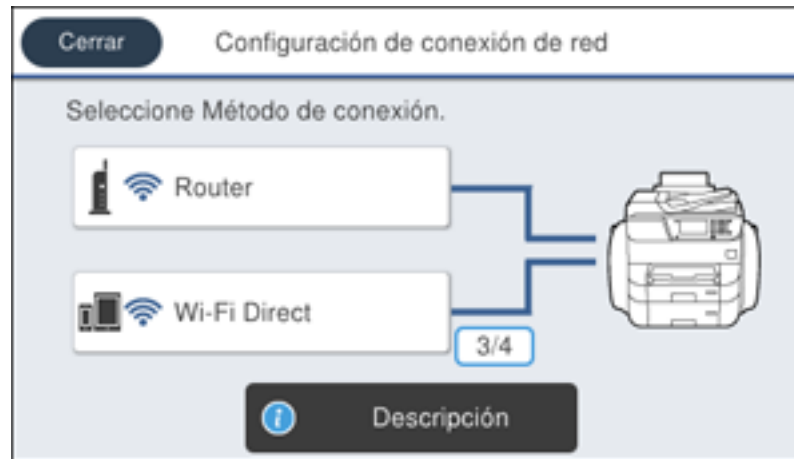 Cerrar
Configuración de conexión de red
Seleccione Método de conexión.
Router
Wi-Fi Direct
3/4
Descripción